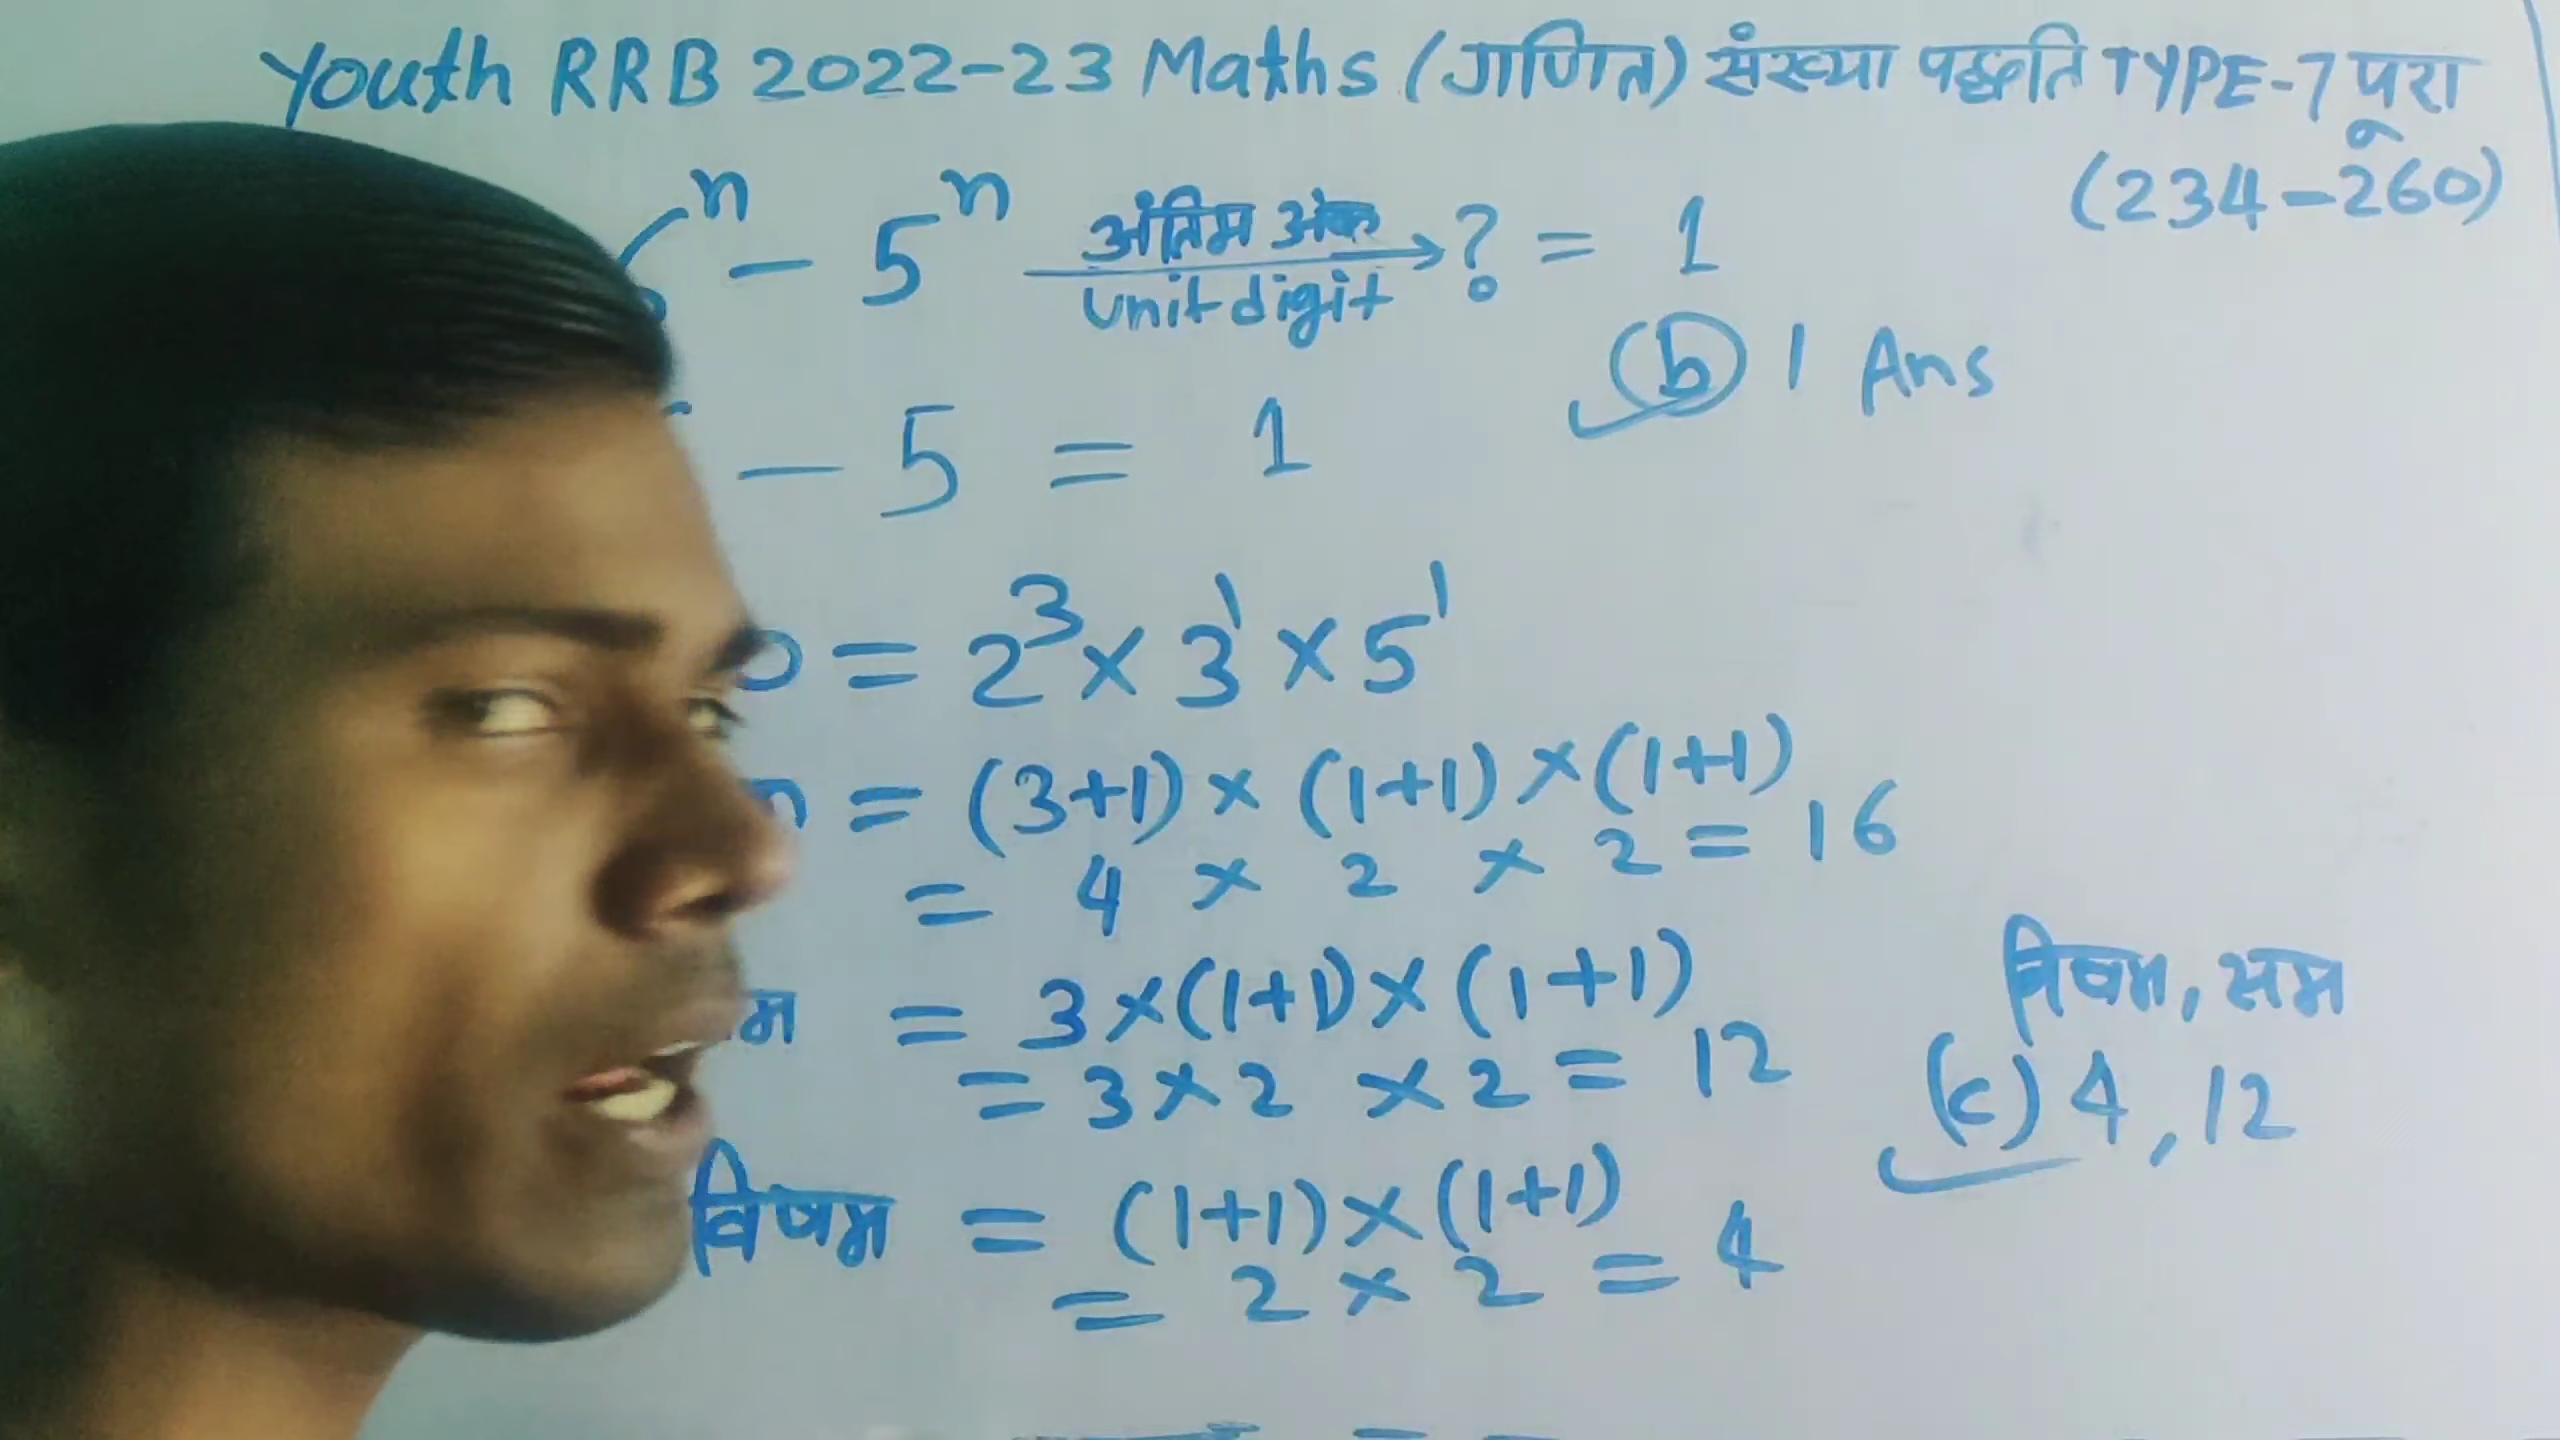 Youth RRB 2022-23 Maths (गणित) संख्या पद्धति TYPE-7 पूरा
(234-260)
6ⁿ - 5ⁿ अंतिम अंक → ? = 1
unit digit
(b) 1 Ans
- 5 = 1
0 = 2³ × 3¹ × 5¹
n = (3+1) × (1+1) × (1+1)
= 4 × 2 × 2 = 16
म = 3 × (1+1) × (1+1)
= 3 × 2 × 2 = 12
विषम, सम
(c) 4, 12
विषम = (1+1) × (1+1)
= 2 × 2 = 4